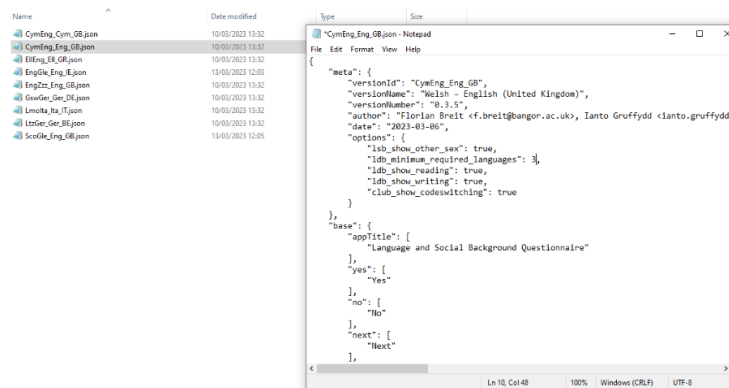 Name
Date modified
Type
Size
CymEng_Cym_GB.json
10/03/2023 13:32
CymEng_Eng_GB.json
10/03/2023 13:32
EllEng_Ell_GR.json
10/03/2023 13:32
EngGle_Eng_IE.json
13/03/2023 12:03
EngZzz_Eng_GB.json
10/03/2023 13:32
GswGer_Ger_DE.json
10/03/2023 13:32
LmoIta_Ita_IT.json
10/03/2023 13:32
LtzGer_Ger_BE.json
10/03/2023 13:32
ScoGle_Eng_GB.json
13/03/2023 12:05
*CymEng_Eng_GB.json - Notepad
File Edit Format View Help
{
"meta": {
"versionId": "CymEng_Eng_GB",
"versionName": "Welsh – English (United Kingdom)",
"versionNumber": "0.3.5",
"author": "Florian Breit <f.breit@bangor.ac.uk>, Ianto Gruffydd <ianto.gruffydd
"date": "2023-03-06",
"options": {
"lsb_show_other_sex": true,
"ldb_minimum_required_languages": 3,
"ldb_show_reading": true,
"ldb_show_writing": true,
"club_show_codeswitching": true
}
},
"base": {
"appTitle": [
"Language and Social Background Questionnaire"
],
"yes": [
"Yes"
],
"no": [
"No"
],
"next": [
"Next"
],
Ln 10, Col 48
100%
Windows (CRLF)
UTF-8